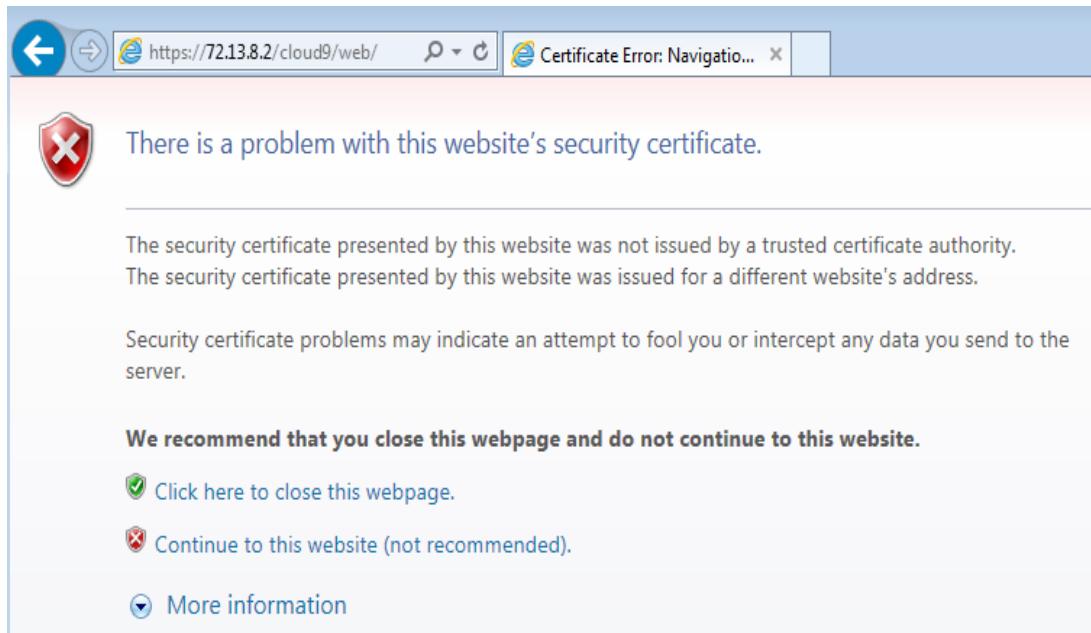 https://72.13.8.2/cloud9/web/
Certificate Error: Navigatio...
There is a problem with this website's security certificate.
The security certificate presented by this website was not issued by a trusted certificate authority.
The security certificate presented by this website was issued for a different website's address.
Security certificate problems may indicate an attempt to fool you or intercept any data you send to the
server.
We recommend that you close this webpage and do not continue to this website.
Click here to close this webpage.
Continue to this website (not recommended).
More information